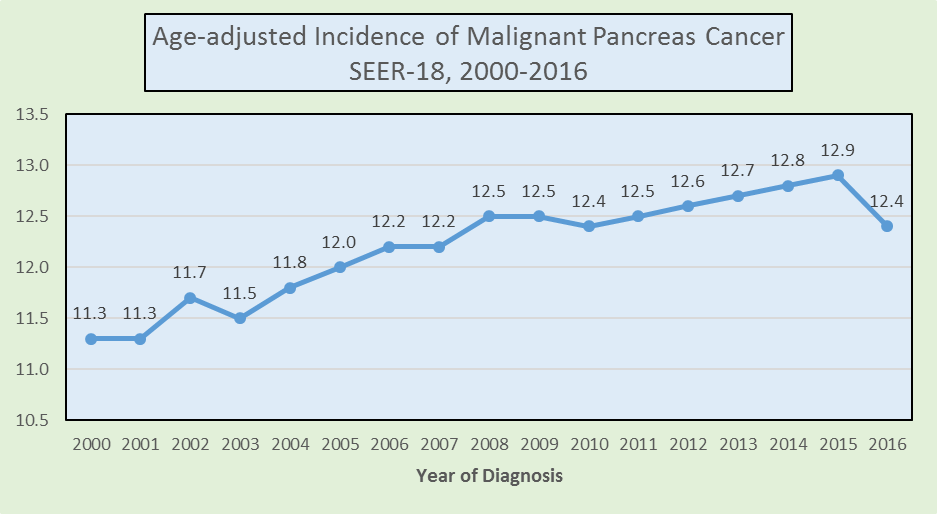 Age-adjusted Incidence of Malignant Pancreas Cancer
SEER-18, 2000-2016
13.5
13.0
12.5
12.0
11.5
11.0
10.5
11.3 11.3 11.7 11.5 11.8 12.0 12.2 12.2 12.5 12.5 12.4 12.5 12.6 12.7 12.8 12.9 12.4
2000 2001 2002 2003 2004 2005 2006 2007 2008 2009 2010 2011 2012 2013 2014 2015 2016
Year of Diagnosis